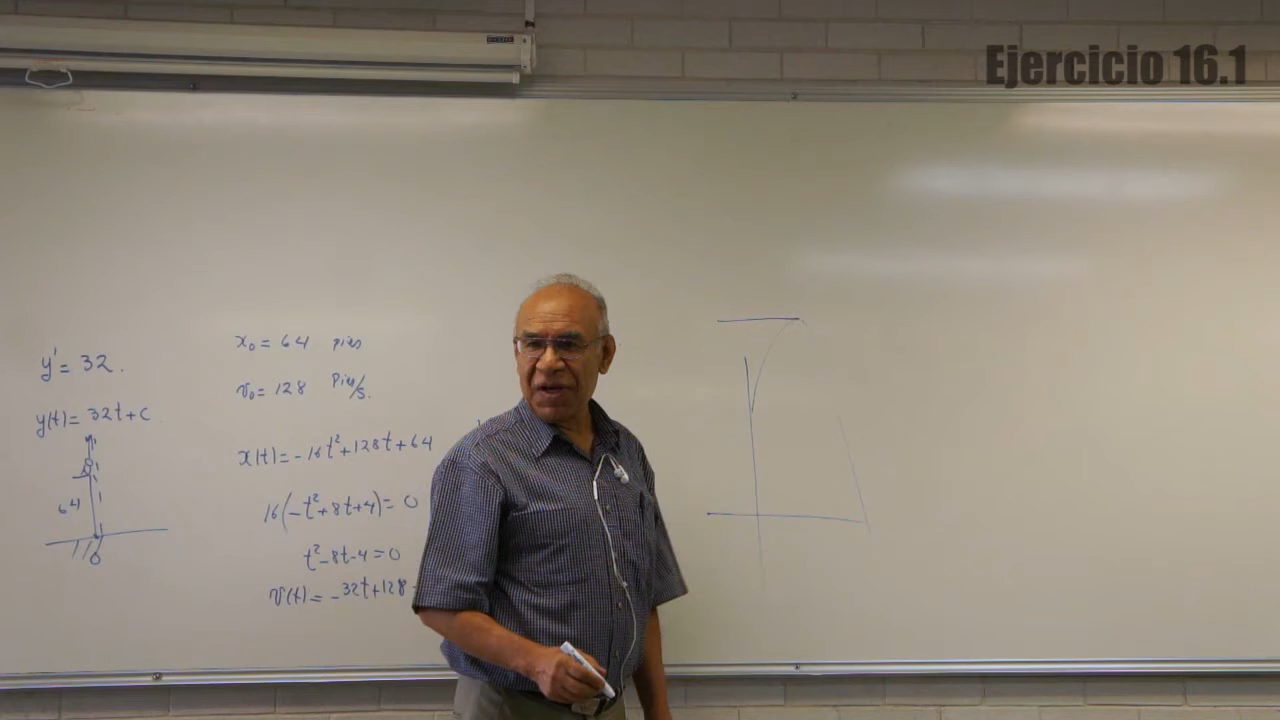 Ejercicio 16.1
y' = 32.
y(t) = 32t + c
64
O
x₀ = 64 pies
v₀ = 128 Pies/s.
x(t) = -16t² + 128t + 64
16(-t² + 8t + 4) = 0
t² - 8t - 4 = 0
v(t) = -32t + 128